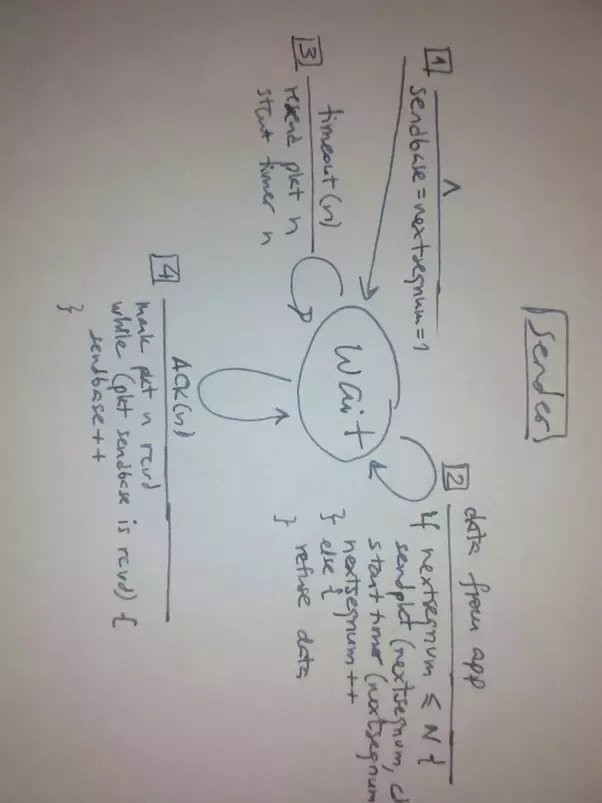 Sender
1
Λ
sendbase = nextseqnum = 1
2
data from app
if nextseqnum ≤ N {
sendpkt (nextseqnum,
start timer (nextseqnum
nextseqnum++
} else {
refuse data
}
wait
3
timeout (n)
resend pkt n
start timer n
4
ACK (n)
mark pkt n rcvd
while (pkt sendbase is rcvd) {
sendbase ++
}